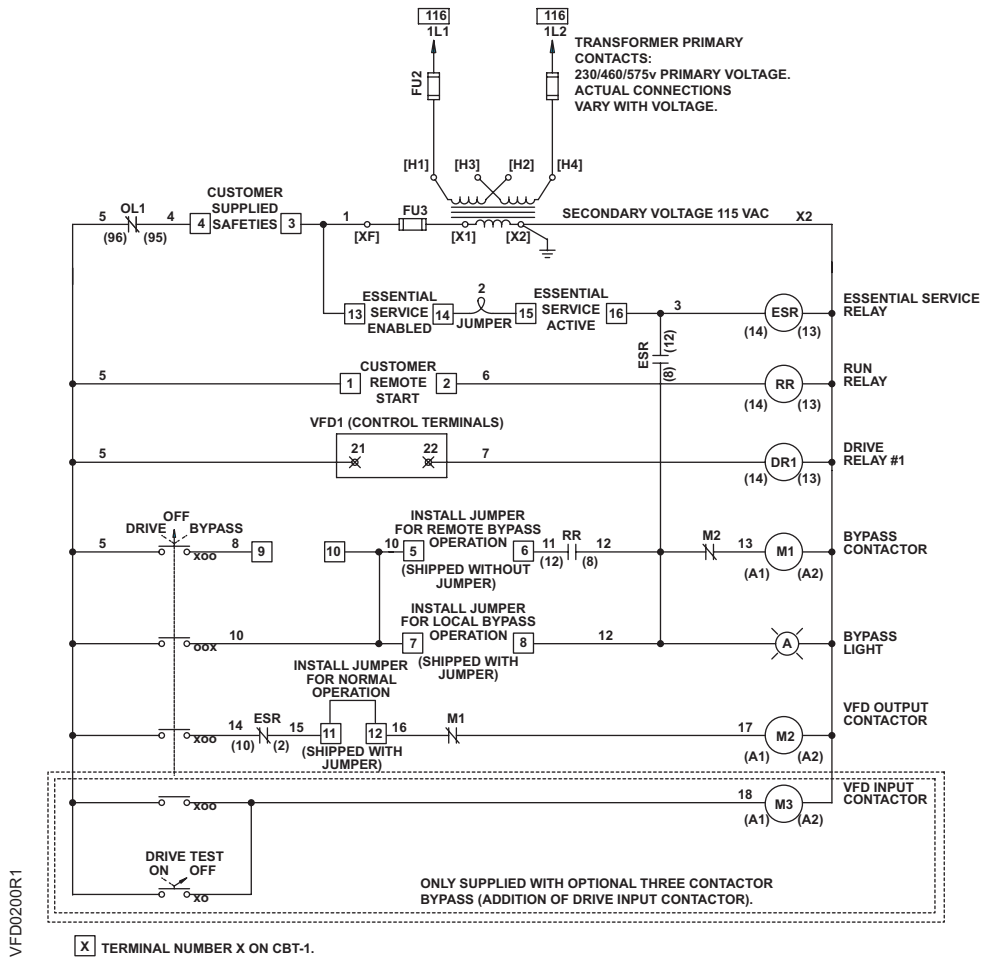 116
1L1
116
1L2
FU2
TRANSFORMER PRIMARY
CONTACTS:
230/460/575v PRIMARY VOLTAGE.
ACTUAL CONNECTIONS
VARY WITH VOLTAGE.
[H1]
[H3]
[H2]
[H4]
5
OL1
4
(96)
(95)
4
CUSTOMER
SUPPLIED
SAFETIES
3
1
[XF]
FU3
[X1]
[X2]
SECONDARY VOLTAGE 115 VAC
X2
13
ESSENTIAL
SERVICE
ENABLED
14
2
JUMPER
15
ESSENTIAL
SERVICE
ACTIVE
16
3
ESR
(14)
(13)
ESSENTIAL SERVICE
RELAY
ESR
(12)
(8)
5
1
CUSTOMER
REMOTE
START
2
6
RR
(14)
(13)
RUN
RELAY
VFD1 (CONTROL TERMINALS)
5
21
22
7
DR1
(14)
(13)
DRIVE
RELAY #1
OFF
DRIVE
BYPASS
5
xoo
8
9
10
10
INSTALL JUMPER
FOR REMOTE BYPASS
OPERATION
5
6
(SHIPPED WITHOUT
JUMPER)
11
RR
12
(12)
(8)
M2
13
M1
(A1)
(A2)
BYPASS
CONTACTOR
oox
10
INSTALL JUMPER
FOR LOCAL BYPASS
OPERATION
7
8
(SHIPPED WITH
JUMPER)
12
A
BYPASS
LIGHT
INSTALL JUMPER
FOR NORMAL
OPERATION
xoo
14
ESR
15
(10)
(2)
11
12
(SHIPPED WITH
JUMPER)
16
M1
17
M2
(A1)
(A2)
VFD OUTPUT
CONTACTOR
xoo
18
M3
(A1)
(A2)
VFD INPUT
CONTACTOR
DRIVE TEST
ON
OFF
xo
ONLY SUPPLIED WITH OPTIONAL THREE CONTACTOR
BYPASS (ADDITION OF DRIVE INPUT CONTACTOR).
VFD0200R1
X TERMINAL NUMBER X ON CBT-1.